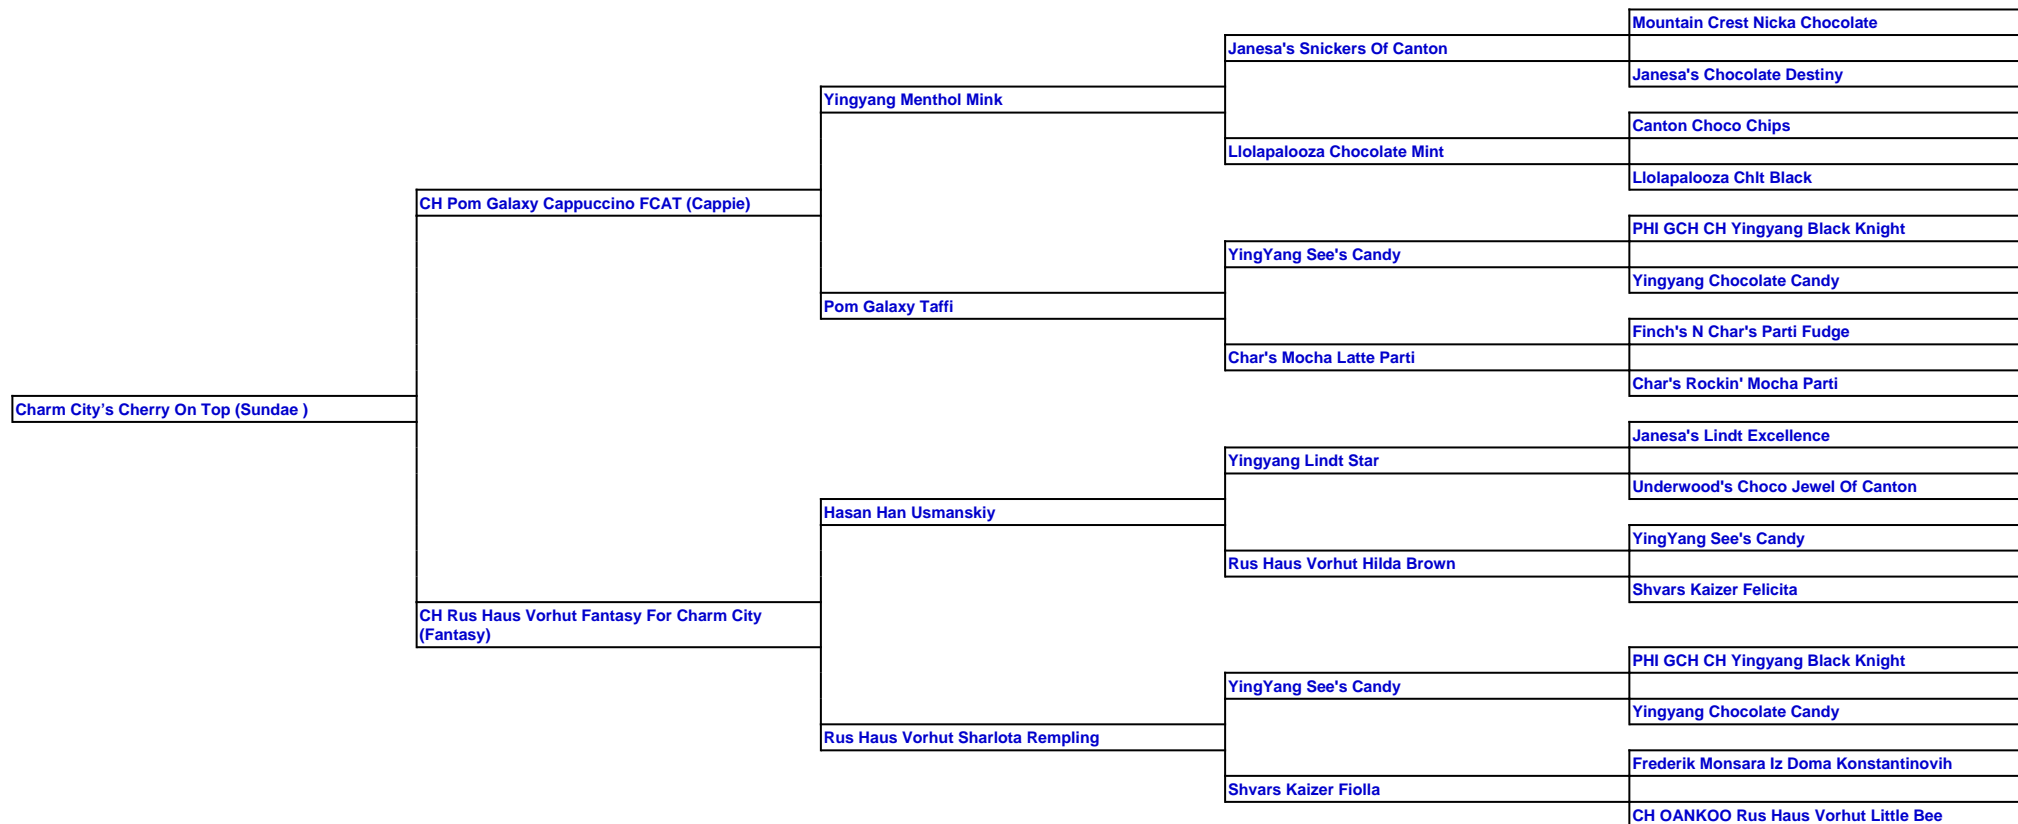 Mountain Crest Nicka Chocolate
Janesa's Snickers Of Canton
Janesa's Chocolate Destiny
Yingyang Menthol Mink
Canton Choco Chips
Llolapalooza Chocolate Mint
Llolapalooza Chlt Black
CH Pom Galaxy Cappuccino FCAT (Cappie)
PHI GCH CH Yingyang Black Knight
YingYang See's Candy
Yingyang Chocolate Candy
Pom Galaxy Taffi
Finch's N Char's Parti Fudge
Char's Mocha Latte Parti
Char's Rockin' Mocha Parti
Charm City’s Cherry On Top (Sundae )
Janesa's Lindt Excellence
Yingyang Lindt Star
Underwood's Choco Jewel Of Canton
Hasan Han Usmanskiy
YingYang See's Candy
Rus Haus Vorhut Hilda Brown
Shvars Kaizer Felicita
CH Rus Haus Vorhut Fantasy For Charm City
(Fantasy)
PHI GCH CH Yingyang Black Knight
YingYang See's Candy
Yingyang Chocolate Candy
Rus Haus Vorhut Sharlota Rempling
Frederik Monsara Iz Doma Konstantinovih
Shvars Kaizer Fiolla
CH OANKOO Rus Haus Vorhut Little Bee